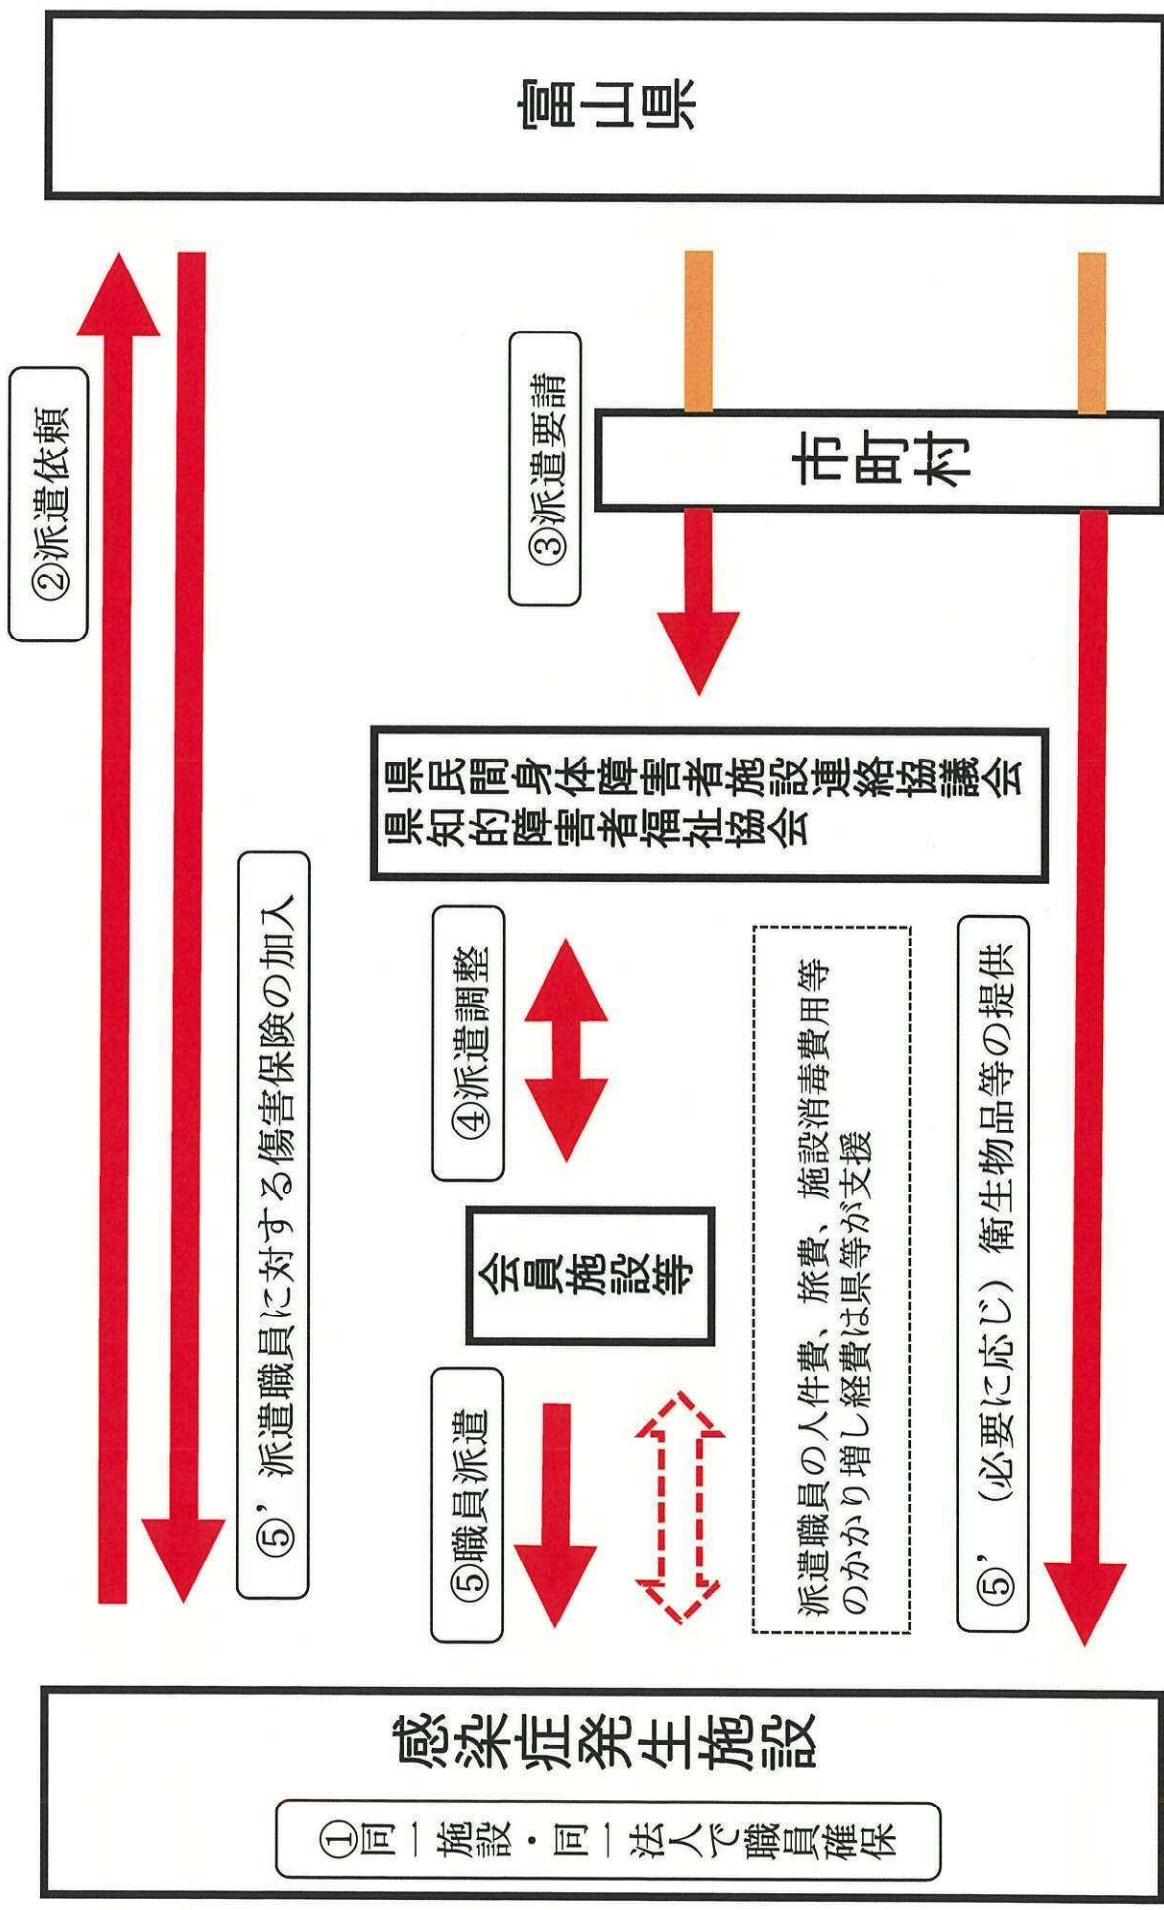 感染症発生施設
①同一施設・同一法人で職員確保
②派遣依頼
⑤’派遣職員に対する傷害保険の加入
⑤職員派遣
会員施設等
④派遣調整
県民間身体障害者施設連絡協議会
県知的障害者福祉協会
③派遣要請
市町村
富山県
派遣職員の人件費、旅費、施設消毒費用等
のかかり増し経費は県等が支援
⑤’（必要に応じ）衛生物品等の提供